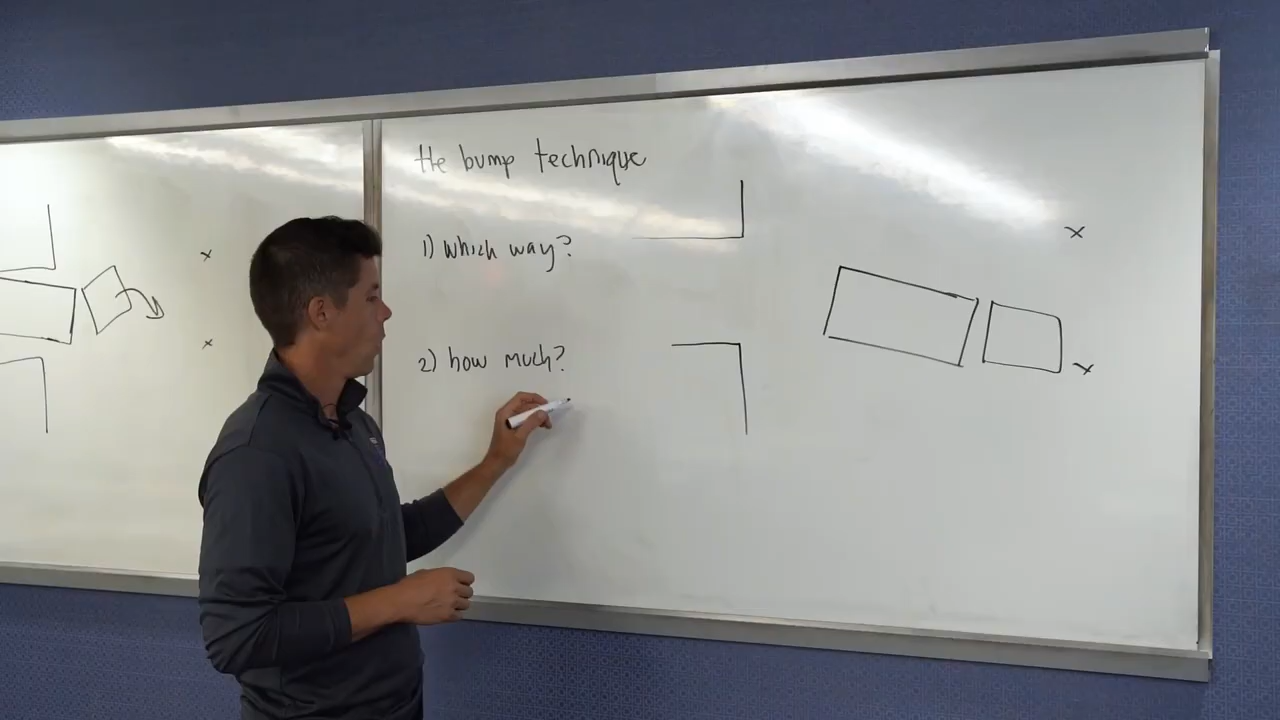 the bump technique
1) which way?
2) how much?